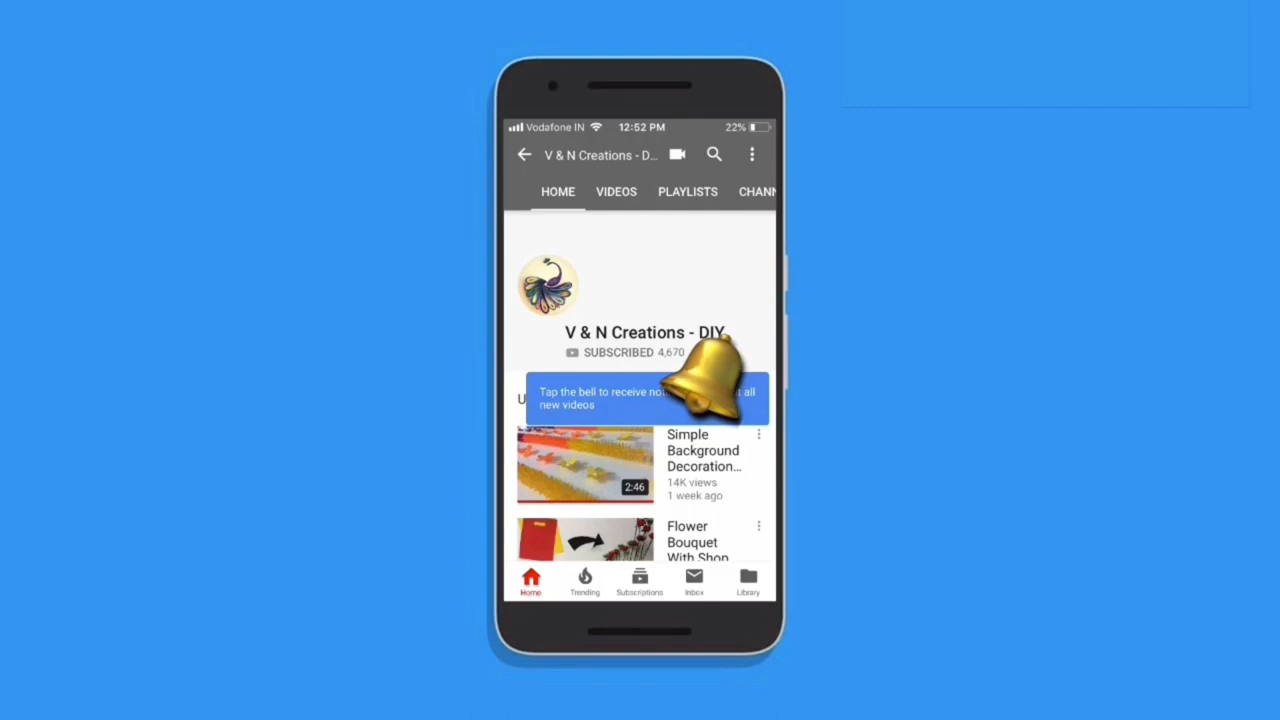 Vodafone IN 12:52 PM 22%
V & N Creations - D...
HOME VIDEOS PLAYLISTS CHANN
V & N Creations - DIY
SUBSCRIBED 4,670
U
Tap the bell to receive all
new videos
Simple
Background
Decoration...
14K views
1 week ago
2:46
Flower
Bouquet
With Shop
Home Trending Subscriptions Inbox Library